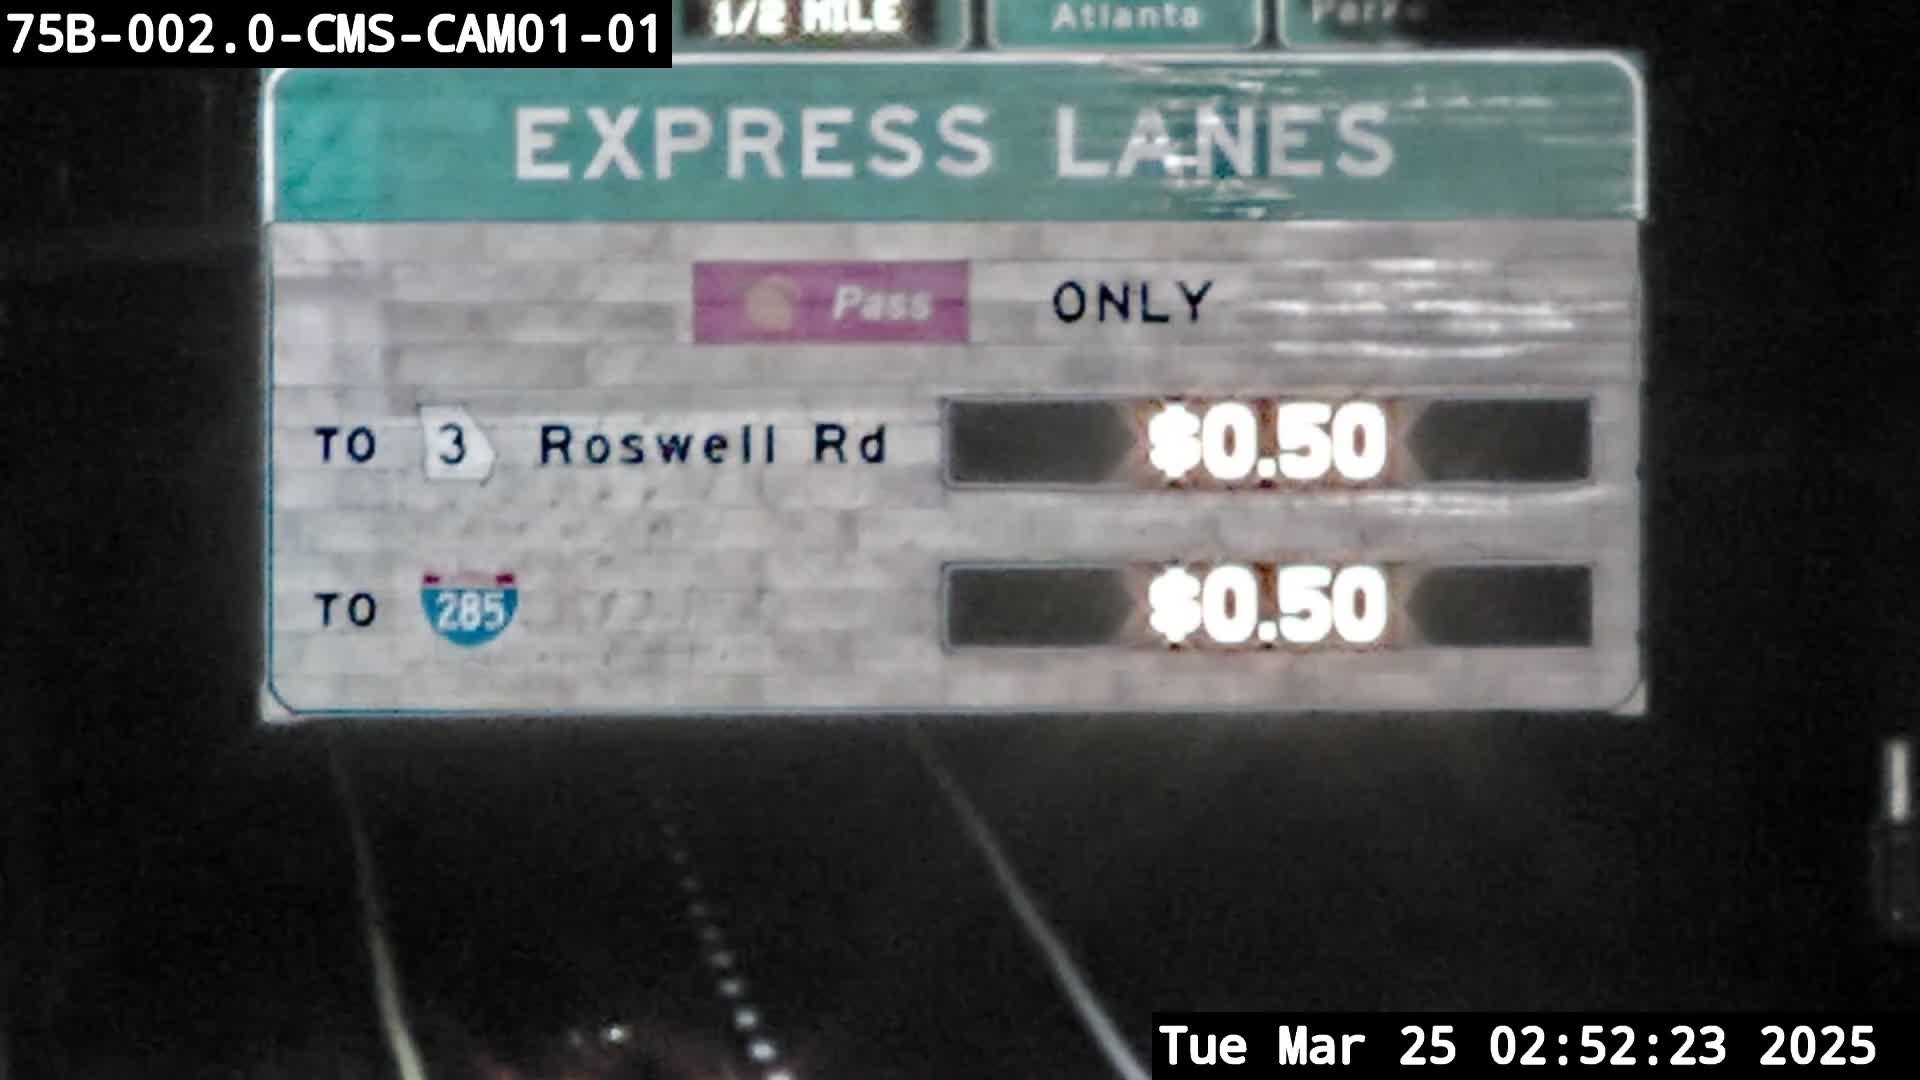 75B-002.0-CMS-CAM01-01
1/2 MILE
Atlanta
EXPRESS LANES
Pass ONLY
TO 3 Roswell Rd $0.50
TO 285 $0.50
Tue Mar 25 02:52:23 2025